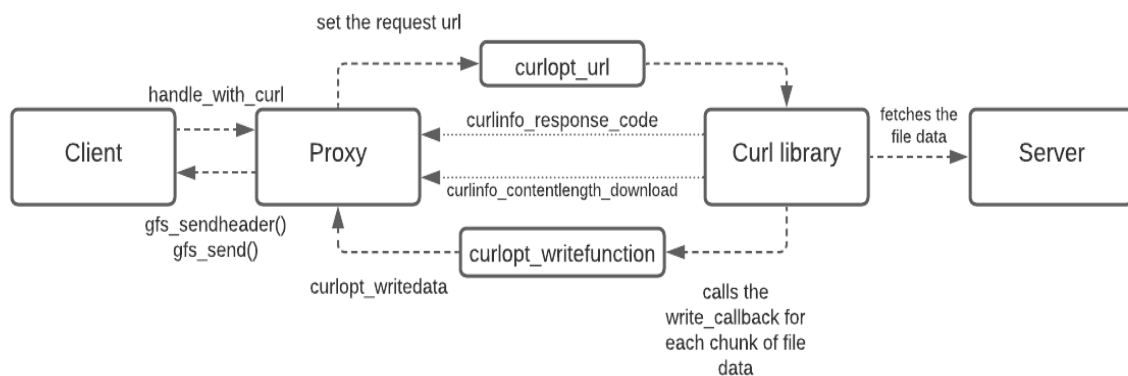 set the request url
curlopt_url
handle_with_curl
Client
Proxy
curlinfo_response_code
curlinfo_contentlength_download
Curl library
fetches the
file data
Server
gfs_sendheader()
gfs_send()
curlopt_writefunction
curlopt_writedata
calls the
write_callback for
each chunk of file
data